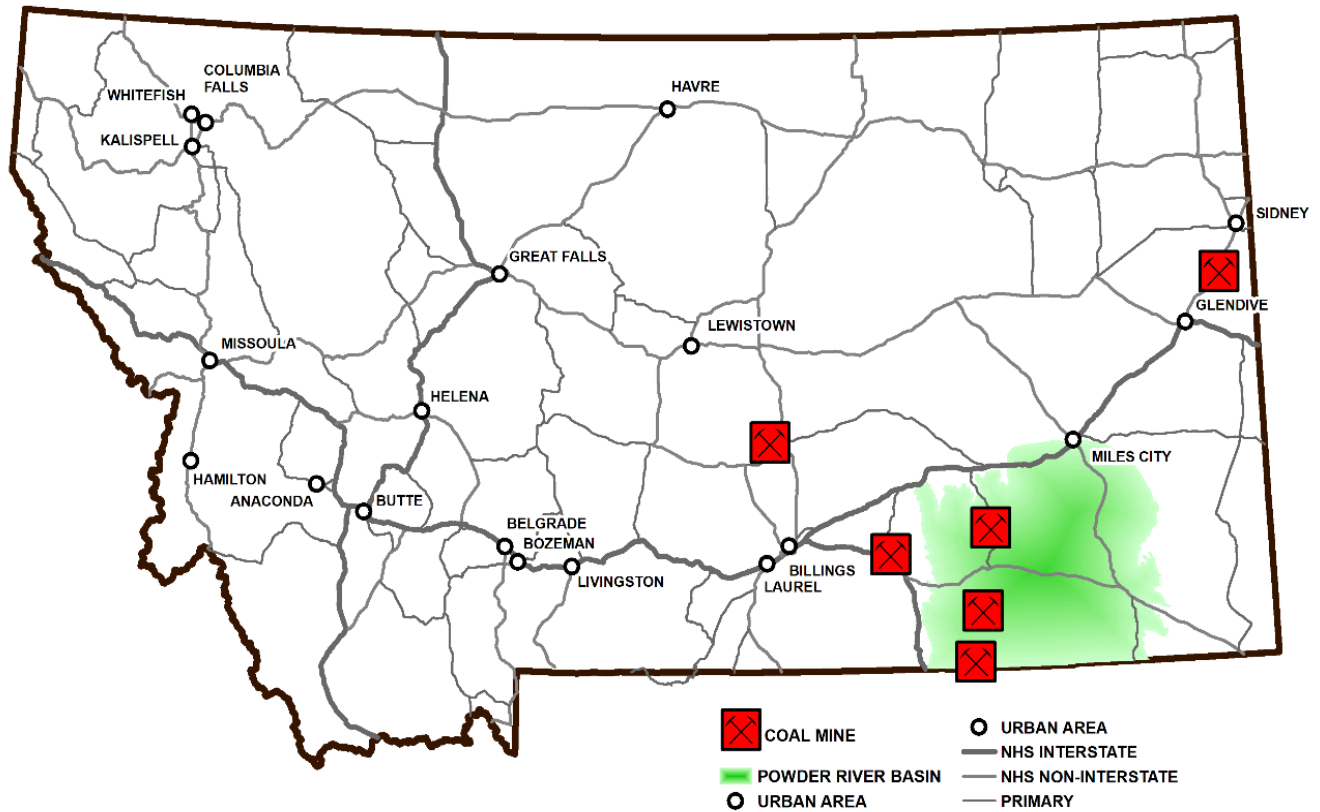 COLUMBIA
FALLS
WHITEFISH
KALISPELL
HAVRE
SIDNEY
GREAT FALLS
GLENDIVE
LEWISTOWN
MISSOULA
HELENA
MILES CITY
HAMILTON
ANACONDA
BUTTE
BELGRADE
BOZEMAN
LIVINGSTON
BILLINGS
LAUREL
COAL MINE
POWDER RIVER BASIN
URBAN AREA
URBAN AREA
NHS INTERSTATE
NHS NON-INTERSTATE
PRIMARY